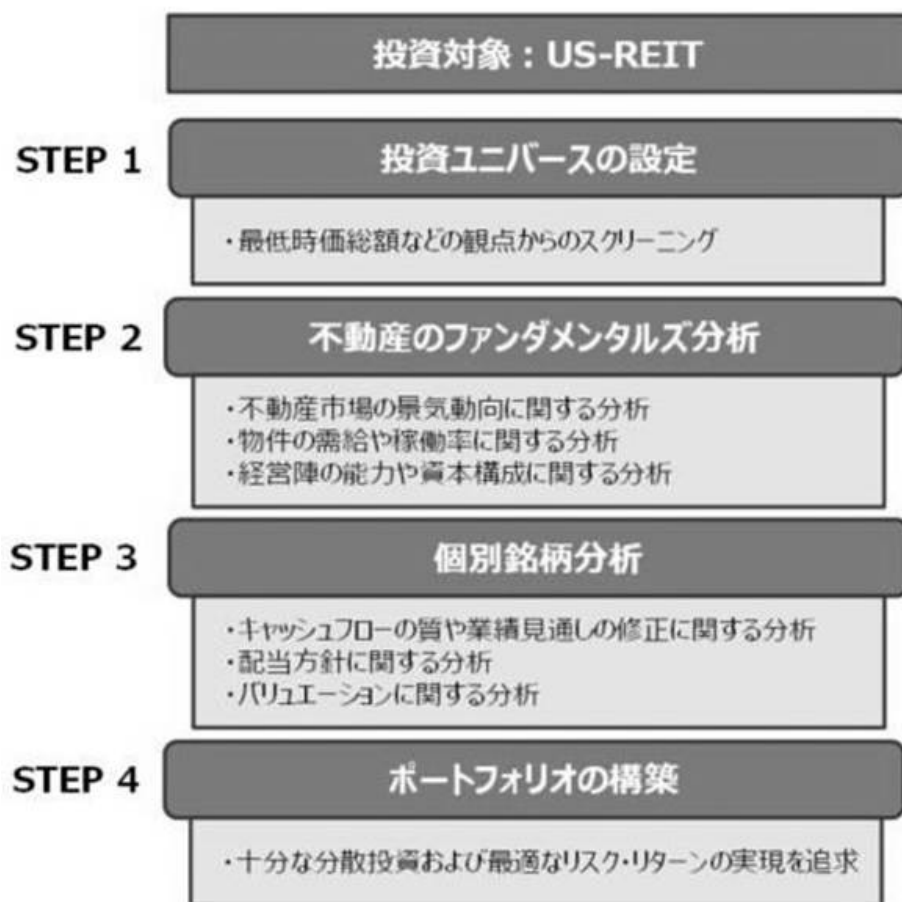 投資対象：US-REIT
STEP 1
投資ユニバースの設定
・最低時価総額などの観点からのスクリーニング
STEP 2
不動産のファンダメンタルズ分析
・不動産市場の景気動向に関する分析
・物件の需給や稼働率に関する分析
・経営陣の能力や資本構成に関する分析
STEP 3
個別銘柄分析
・キャッシュフローの質や業績見通しの修正に関する分析
・配当方針に関する分析
・バリュエーションに関する分析
STEP 4
ポートフォリオの構築
・十分な分散投資および最適なリスク・リターンの実現を追求